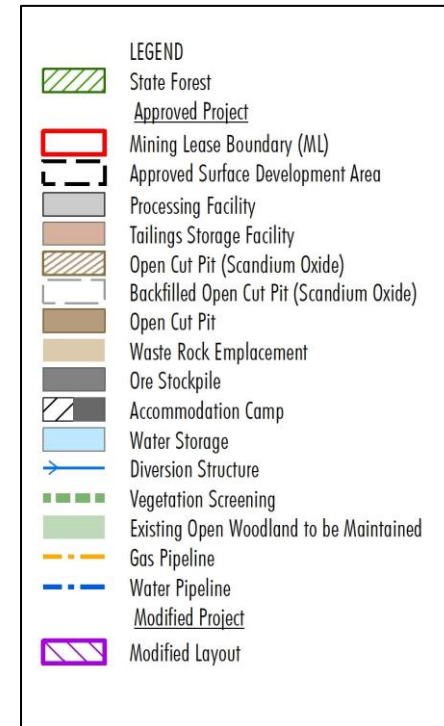 LEGEND
State Forest
Approved Project
Mining Lease Boundary (ML)
Approved Surface Development Area
Processing Facility
Tailings Storage Facility
Open Cut Pit (Scandium Oxide)
Backfilled Open Cut Pit (Scandium Oxide)
Open Cut Pit
Waste Rock Emplacement
Ore Stockpile
Accommodation Camp
Water Storage
Diversion Structure
Vegetation Screening
Existing Open Woodland to be Maintained
Gas Pipeline
Water Pipeline
Modified Project
Modified Layout